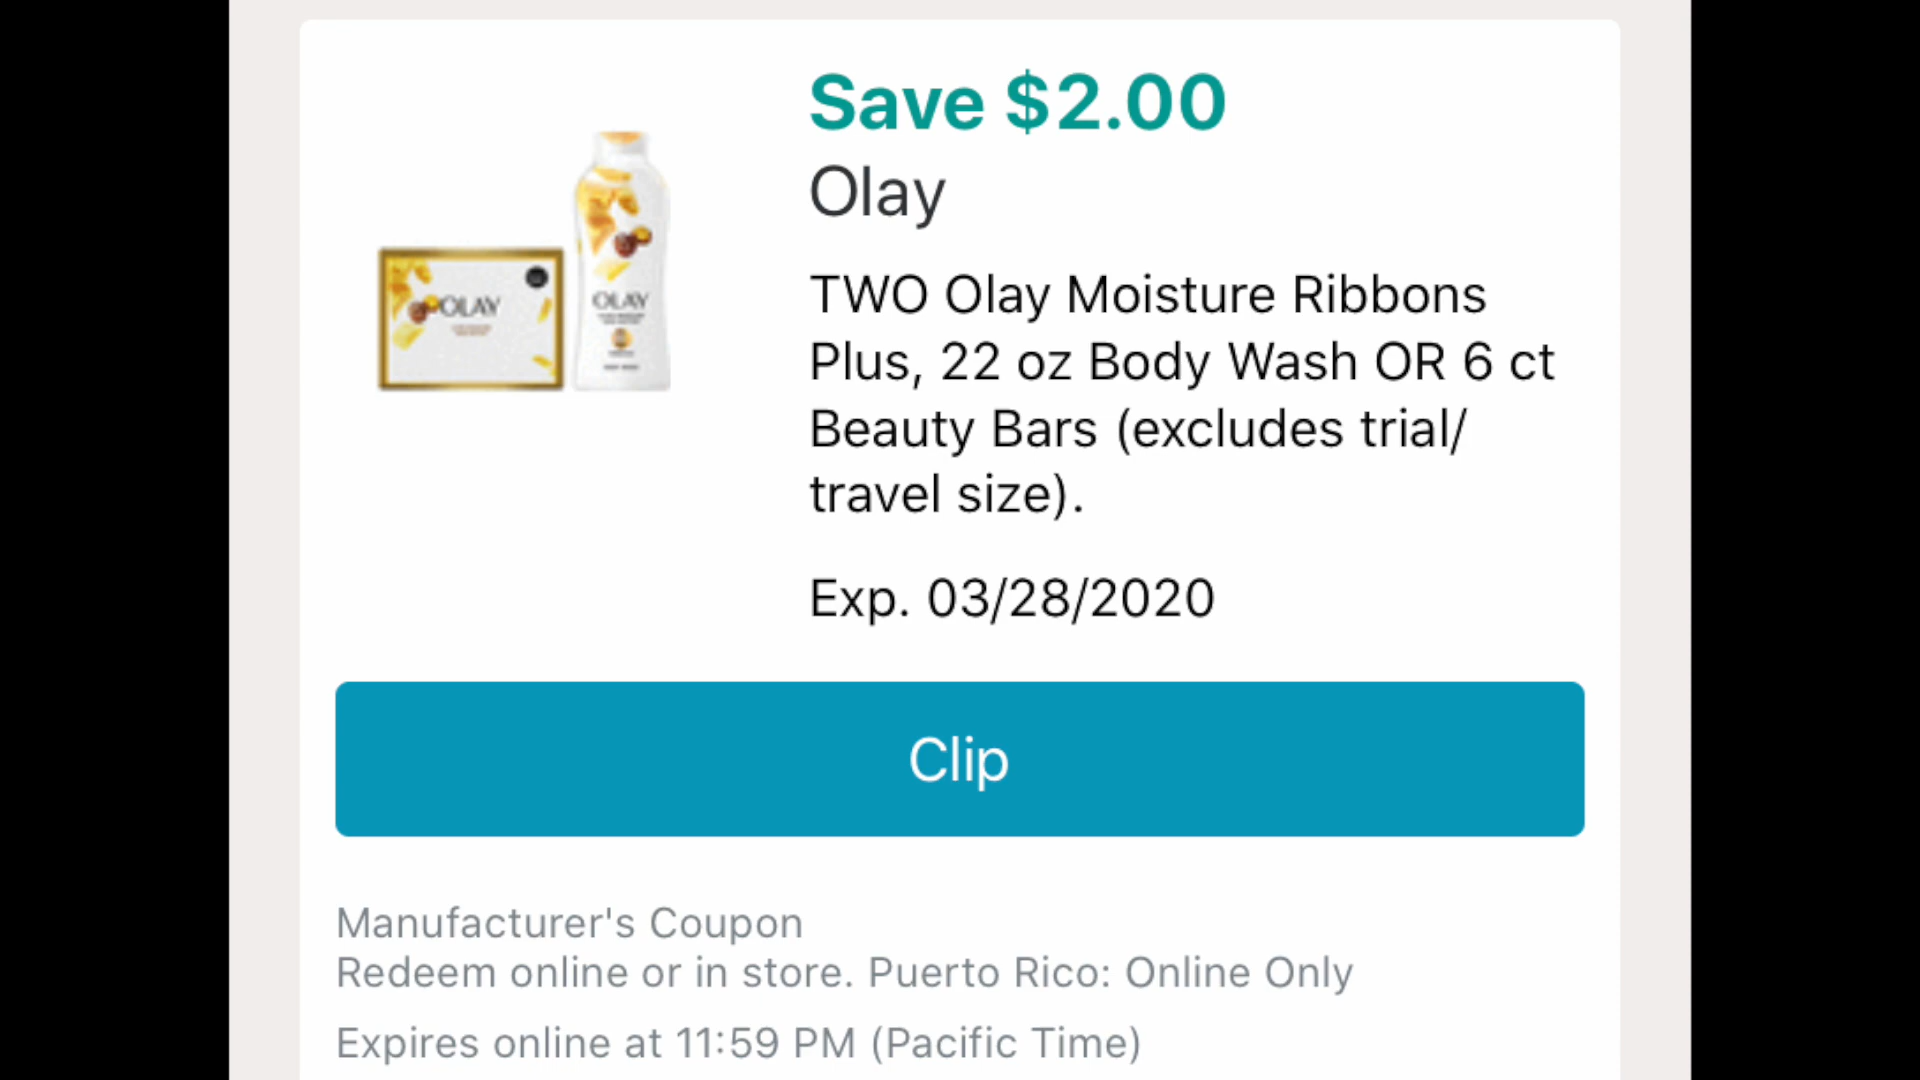 Save $2.00
Olay
TWO Olay Moisture Ribbons
Plus, 22 oz Body Wash OR 6 ct
Beauty Bars (excludes trial/
travel size).
Exp. 03/28/2020
OLAY
OLAY
Clip
Manufacturer's Coupon
Redeem online or in store. Puerto Rico: Online Only
Expires online at 11:59 PM (Pacific Time)